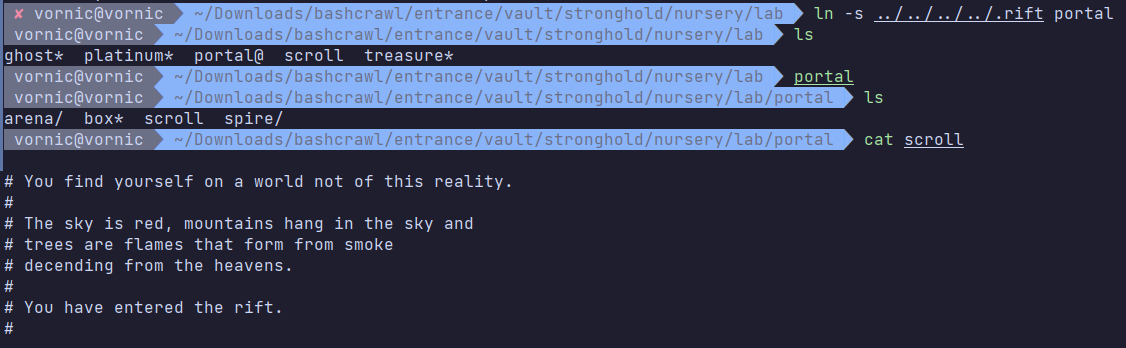 ✘ vornic@vornic ~/Downloads/bashcrawl/entrance/vault/stronghold/nursery/lab ln -s ../../../../.rift portal
vornic@vornic ~/Downloads/bashcrawl/entrance/vault/stronghold/nursery/lab ls
ghost* platinum* portal@ scroll treasure*
vornic@vornic ~/Downloads/bashcrawl/entrance/vault/stronghold/nursery/lab portal
vornic@vornic ~/Downloads/bashcrawl/entrance/vault/stronghold/nursery/lab/portal ls
arena/ box* scroll spire/
vornic@vornic ~/Downloads/bashcrawl/entrance/vault/stronghold/nursery/lab/portal cat scroll
# You find yourself on a world not of this reality.
#
# The sky is red, mountains hang in the sky and
# trees are flames that form from smoke
# decending from the heavens.
#
# You have entered the rift.
#